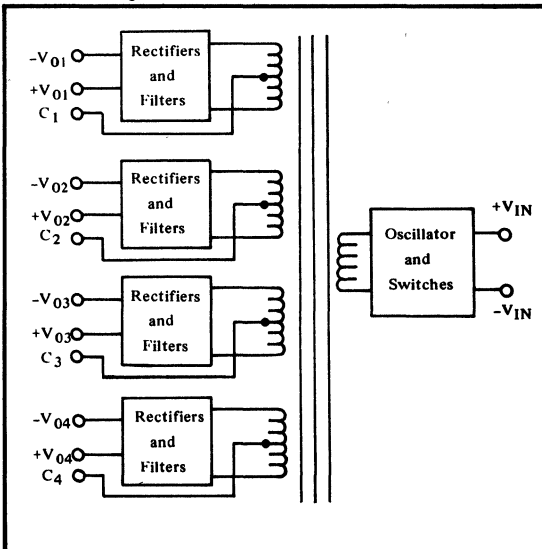 -V01
+V01
C1
Rectifiers
and
Filters
-V02
+V02
C2
Rectifiers
and
Filters
-V03
+V03
C3
Rectifiers
and
Filters
-V04
+V04
C4
Rectifiers
and
Filters
Oscillator
and
Switches
+VIN
-VIN